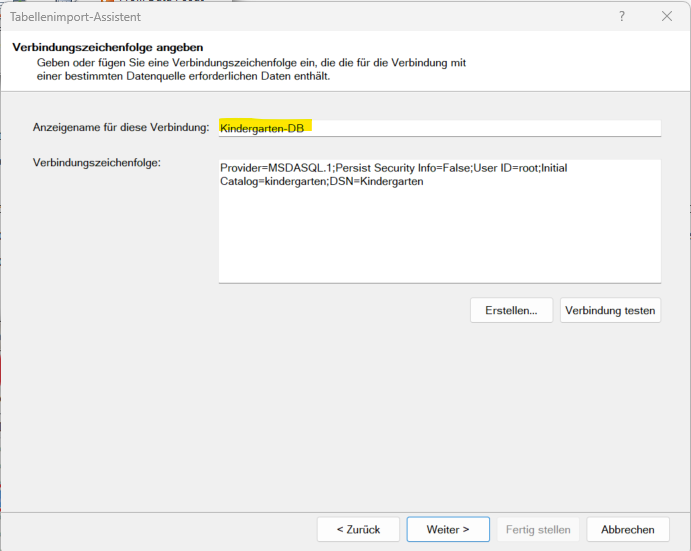 Tabellenimport-Assistent
?
Verbindungszeichenfolge angeben
Geben oder fügen Sie eine Verbindungszeichenfolge ein, die die für die Verbindung mit
einer bestimmten Datenquelle erforderlichen Daten enthält.
Anzeigename für diese Verbindung: Kindergarten-DB
Verbindungszeichenfolge: Provider=MSDASQL.1;Persist Security Info=False;User ID=root;Initial
Catalog=kindergarten;DSN=Kindergarten
Erstellen... Verbindung testen
< Zurück Weiter > Fertig stellen Abbrechen